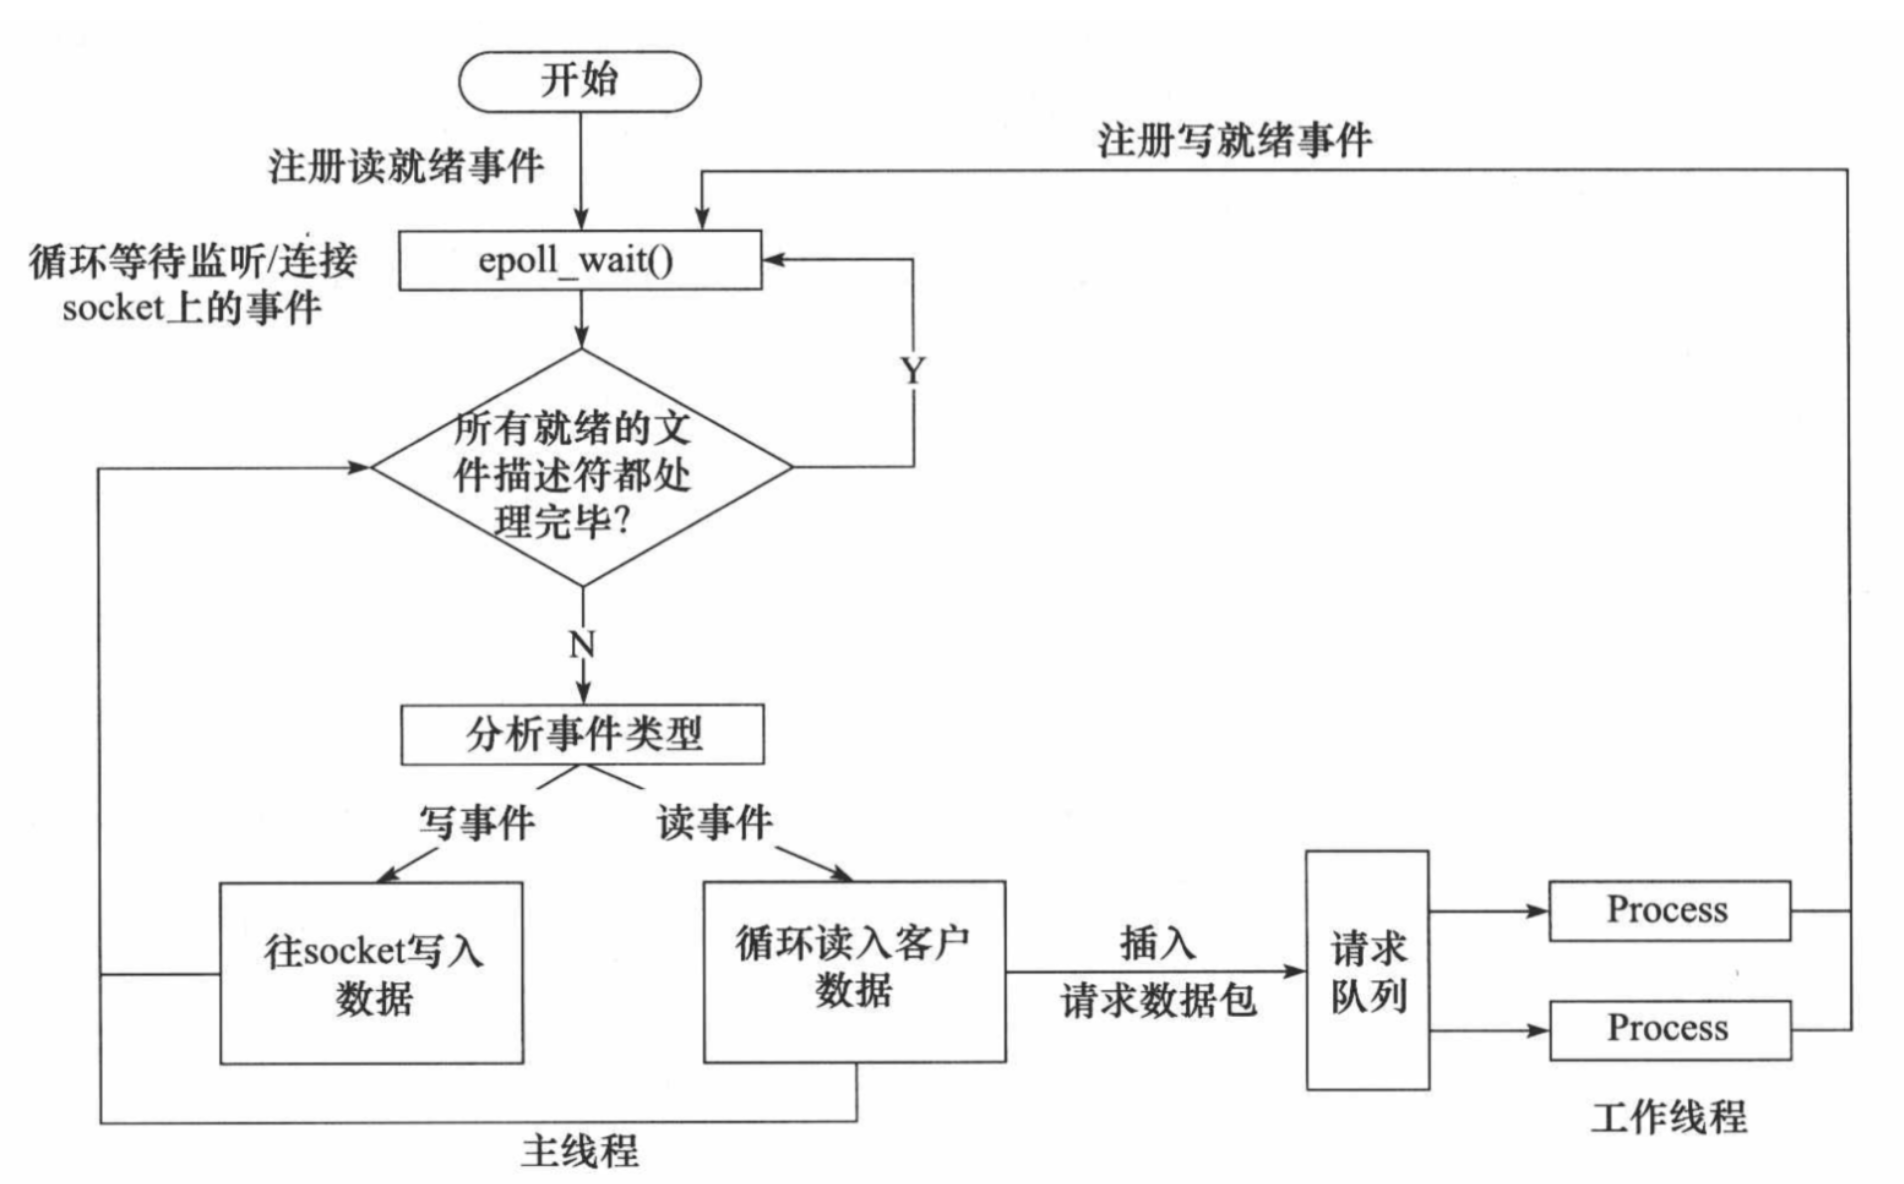 开始
注册读就绪事件
注册写就绪事件
循环等待监听/连接
socket上的事件
epoll_wait()
Y
所有就绪的文
件描述符都处
理完毕?
N
分析事件类型
写事件
读事件
往socket写入
数据
循环读入客户
数据
插入
请求数据包
请求
队列
Process
Process
工作线程
主线程